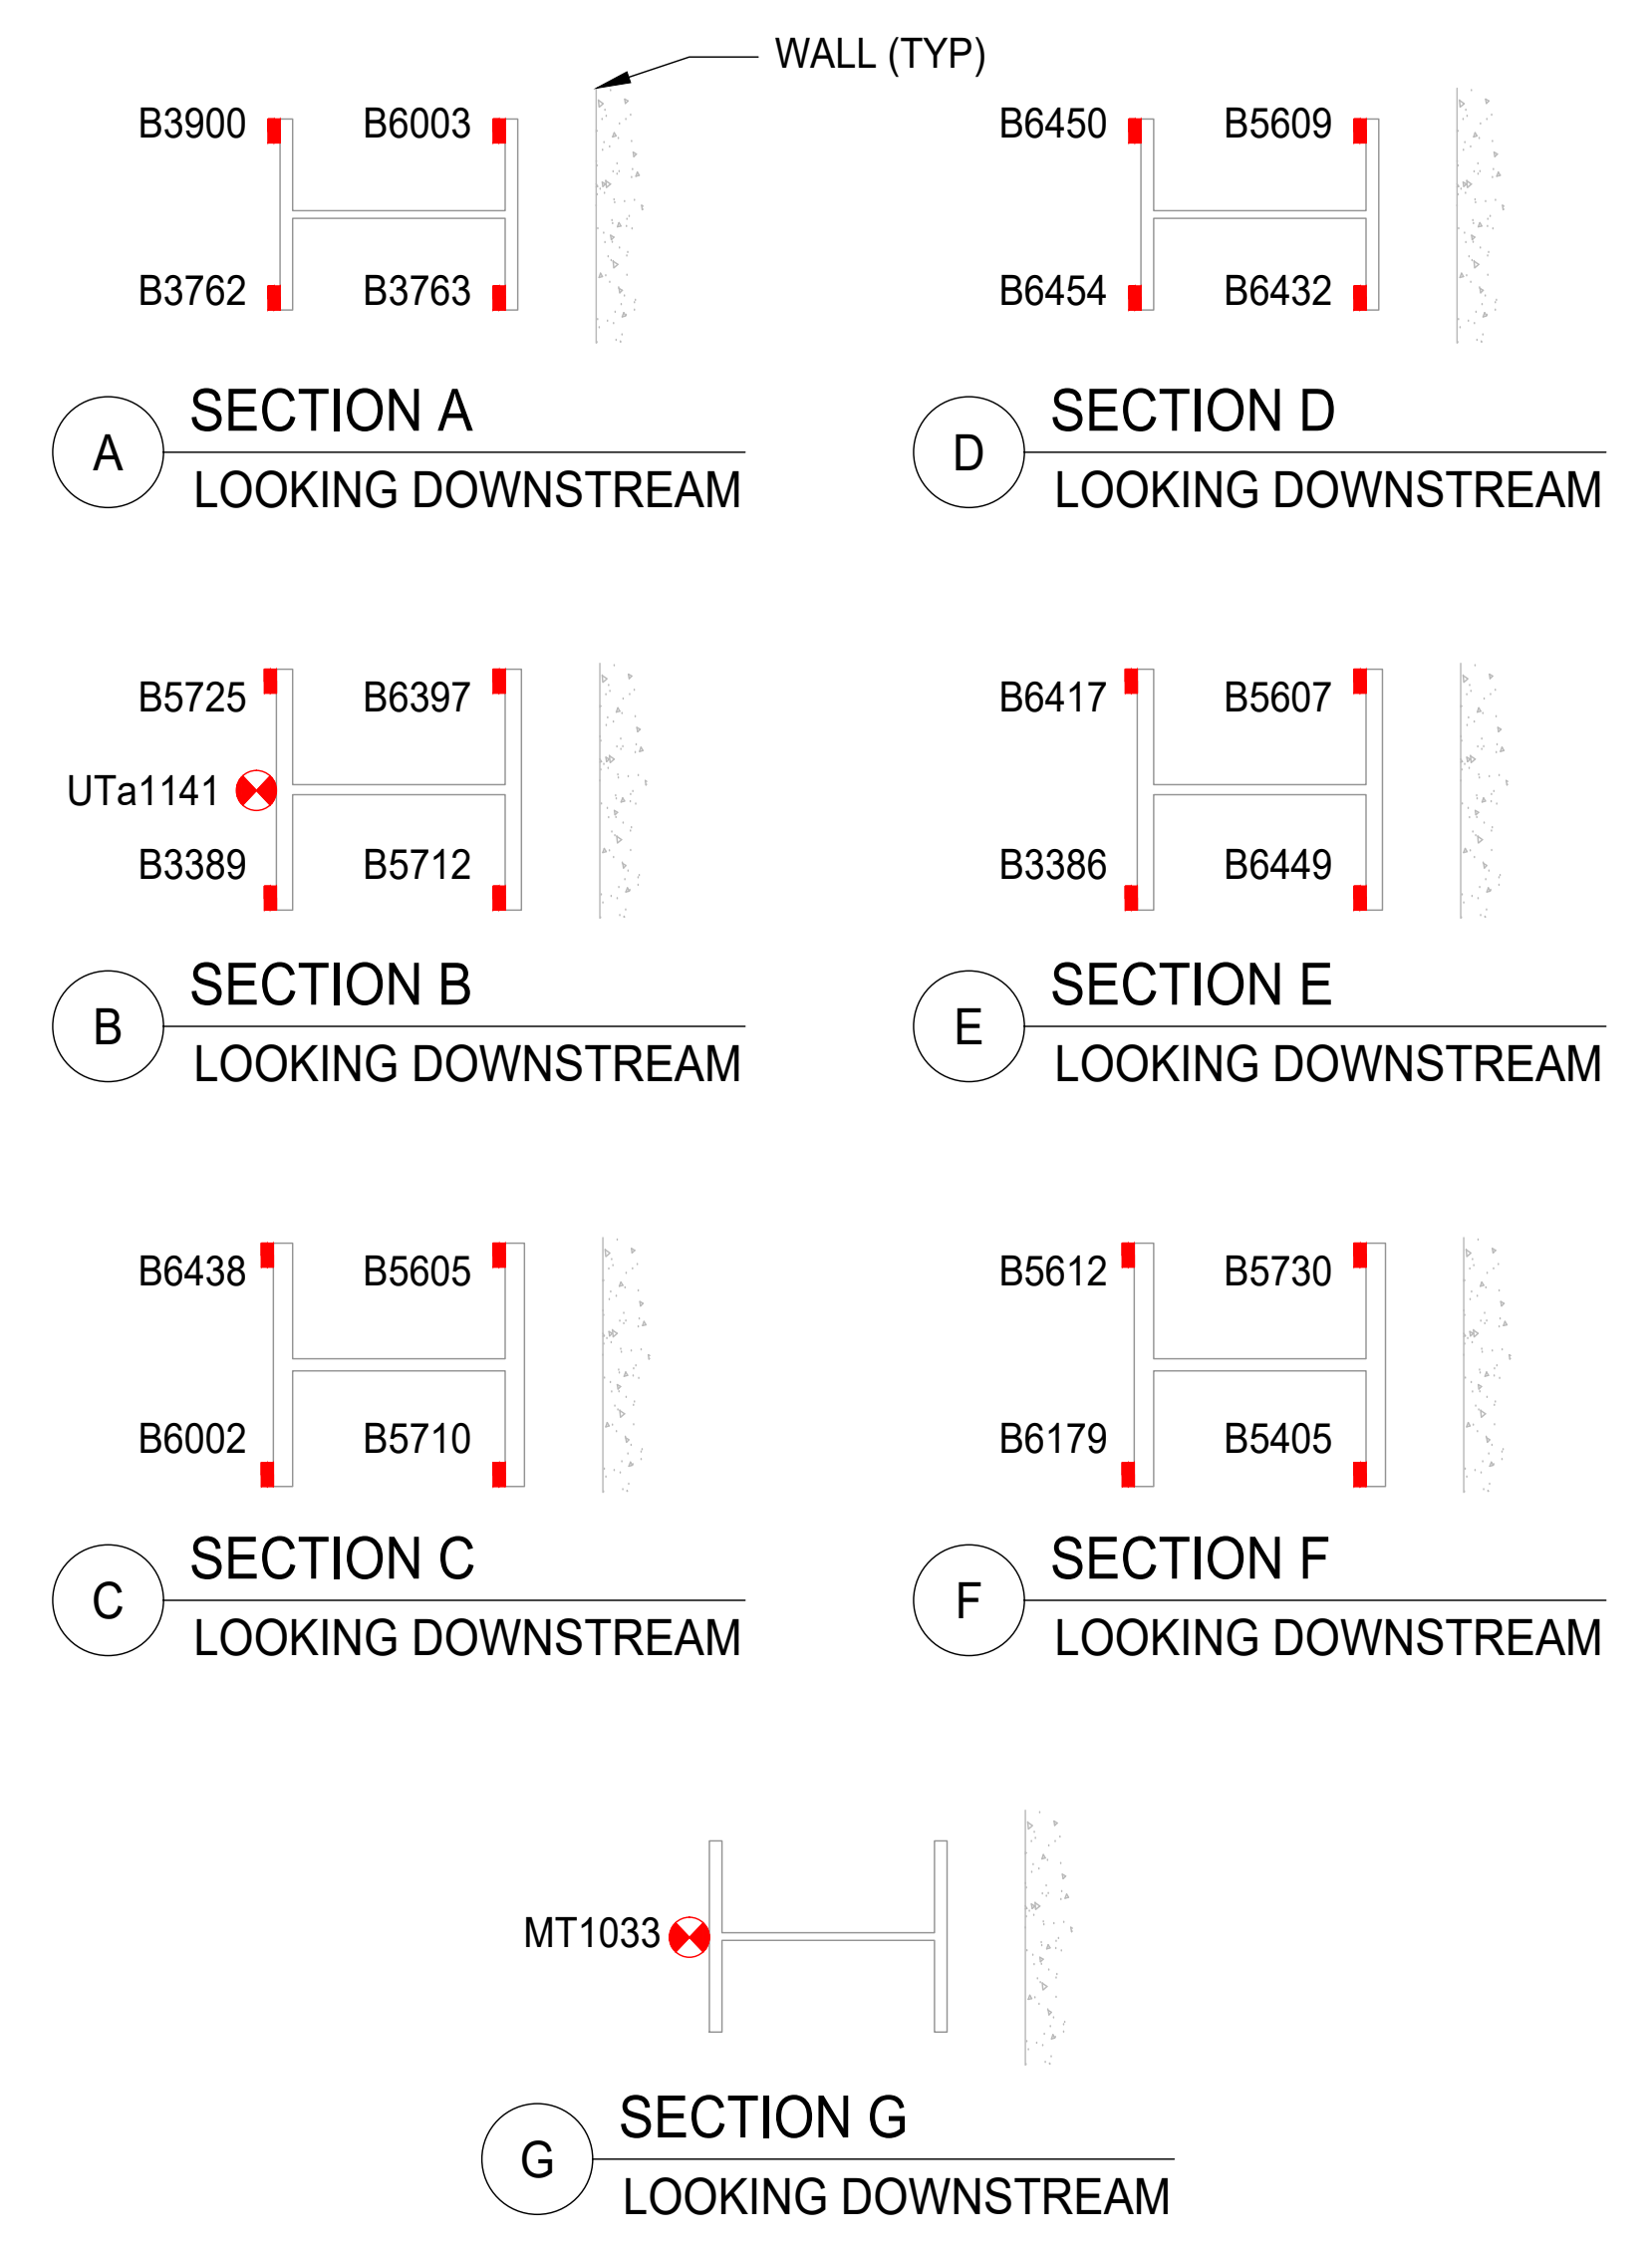 WALL (TYP)
B3900 B6003
B3762 B3763
A SECTION A
LOOKING DOWNSTREAM
B6450 B5609
B6454 B6432
D SECTION D
LOOKING DOWNSTREAM
B5725 B6397
UTa1141
B3389 B5712
B SECTION B
LOOKING DOWNSTREAM
B6417 B5607
B3386 B6449
E SECTION E
LOOKING DOWNSTREAM
B6438 B5605
B6002 B5710
C SECTION C
LOOKING DOWNSTREAM
B5612 B5730
B6179 B5405
F SECTION F
LOOKING DOWNSTREAM
MT1033
G SECTION G
LOOKING DOWNSTREAM